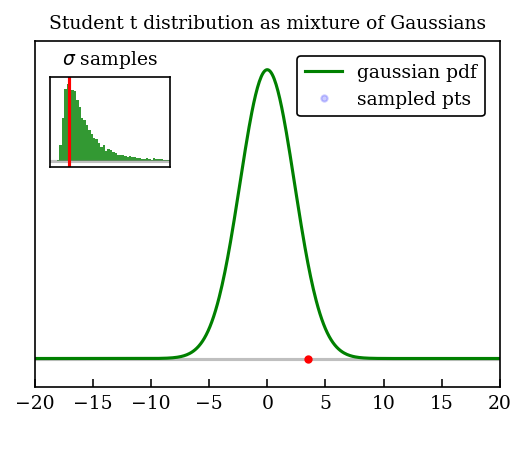 Student t distribution as mixture of Gaussians
σ samples
gaussian pdf
sampled pts
−20 −15 −10 −5 0 5 10 15 20